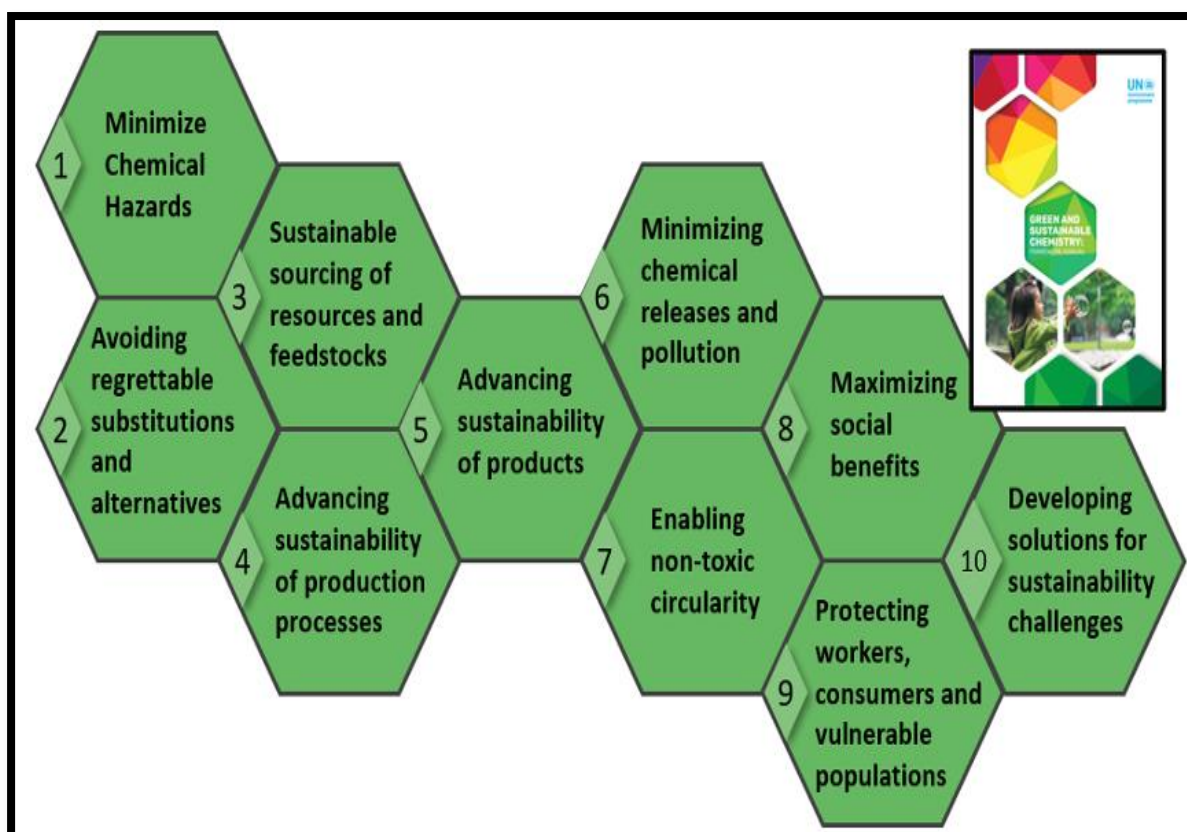 1
Minimize
Chemical
Hazards
2
Avoiding
regrettable
substitutions
and
alternatives
3
Sustainable
sourcing of
resources and
feedstocks
4
Advancing
sustainability
of production
processes
5
Advancing
sustainability
of products
6
Minimizing
chemical
releases and
pollution
7
Enabling
non-toxic
circularity
8
Maximizing
social
benefits
9
Protecting
workers,
consumers and
vulnerable
populations
10
Developing
solutions for
sustainability
challenges
UN
environment
programme
GREEN AND
SUSTAINABLE
CHEMISTRY: